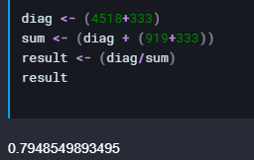 diag <- (4518+333)
sum <- (diag + (919+333))
result <- (diag/sum)
result
0.7948549893495